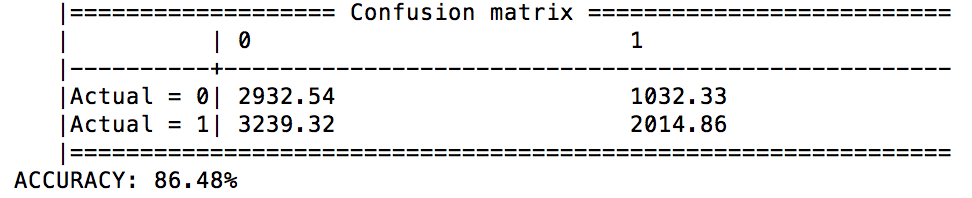 |=================== Confusion matrix ==========================
| | 0 1
|----------+----------------------------------------------------
|Actual = 0| 2932.54 1032.33
|Actual = 1| 3239.32 2014.86
|===============================================================
ACCURACY: 86.48%